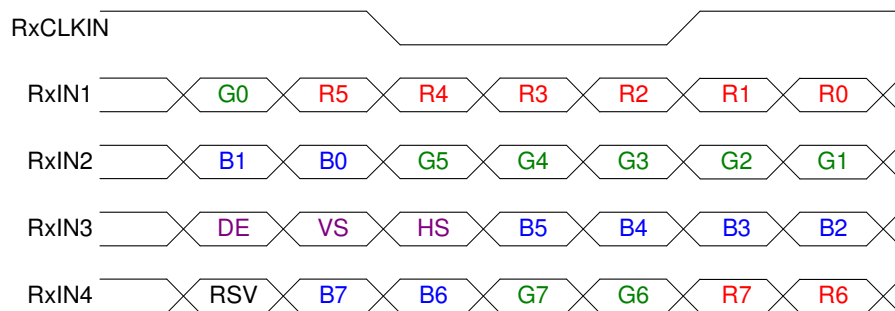 RxCLKIN
RxIN1 G0 R5 R4 R3 R2 R1 R0
RxIN2 B1 B0 G5 G4 G3 G2 G1
RxIN3 DE VS HS B5 B4 B3 B2
RxIN4 RSV B7 B6 G7 G6 R7 R6